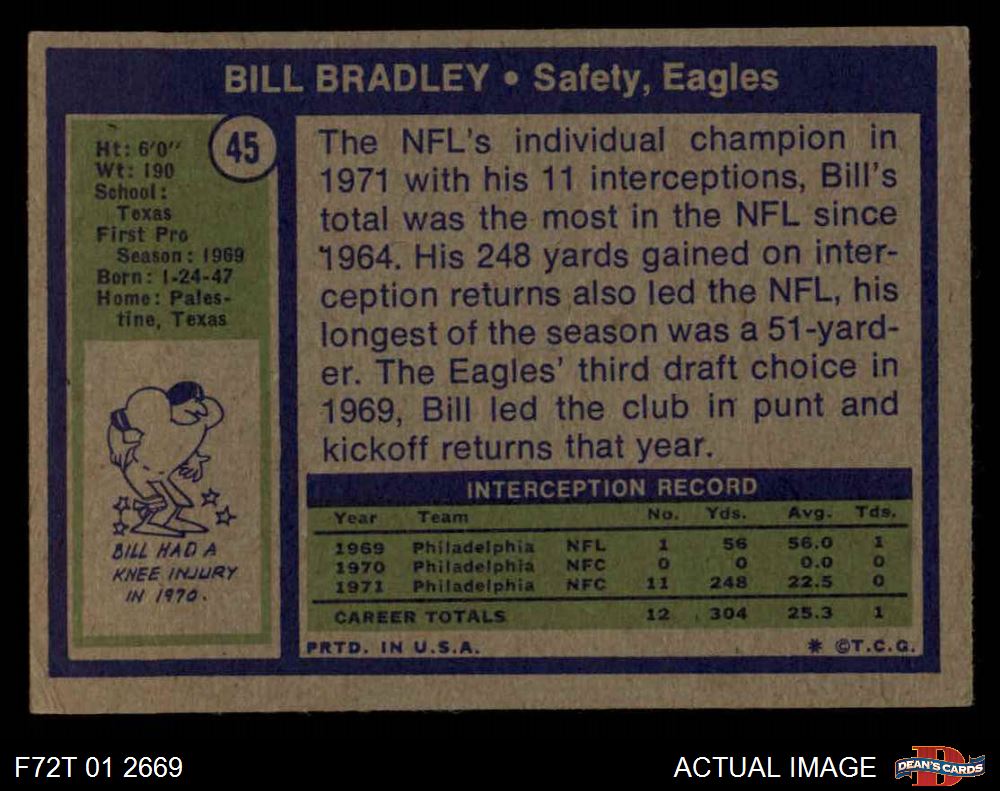 BILL BRADLEY • Safety, Eagles
45
Ht: 6'0"
Wt: 190
School:
Texas
First Pro
Season: 1969
Born: 1-24-47
Home: Pales-
tine, Texas
BILL HAD A
KNEE INJURY
IN 1970.
The NFL's individual champion in
1971 with his 11 interceptions, Bill's
total was the most in the NFL since
1964. His 248 yards gained on inter-
ception returns also led the NFL, his
longest of the season was a 51-yard-
er. The Eagles' third draft choice in
1969, Bill led the club in punt and
kickoff returns that year.
INTERCEPTION RECORD
Year Team No. Yds. Avg. Tds.
1969 Philadelphia NFL 1 56 56.0 1
1970 Philadelphia NFC 0 0 0.0 0
1971 Philadelphia NFC 11 248 22.5 0
CAREER TOTALS 12 304 25.3 1
PRTD. IN U.S.A. * ©T.C.G.
F72T 01 2669
ACTUAL IMAGE
D
DEAN'S CARDS